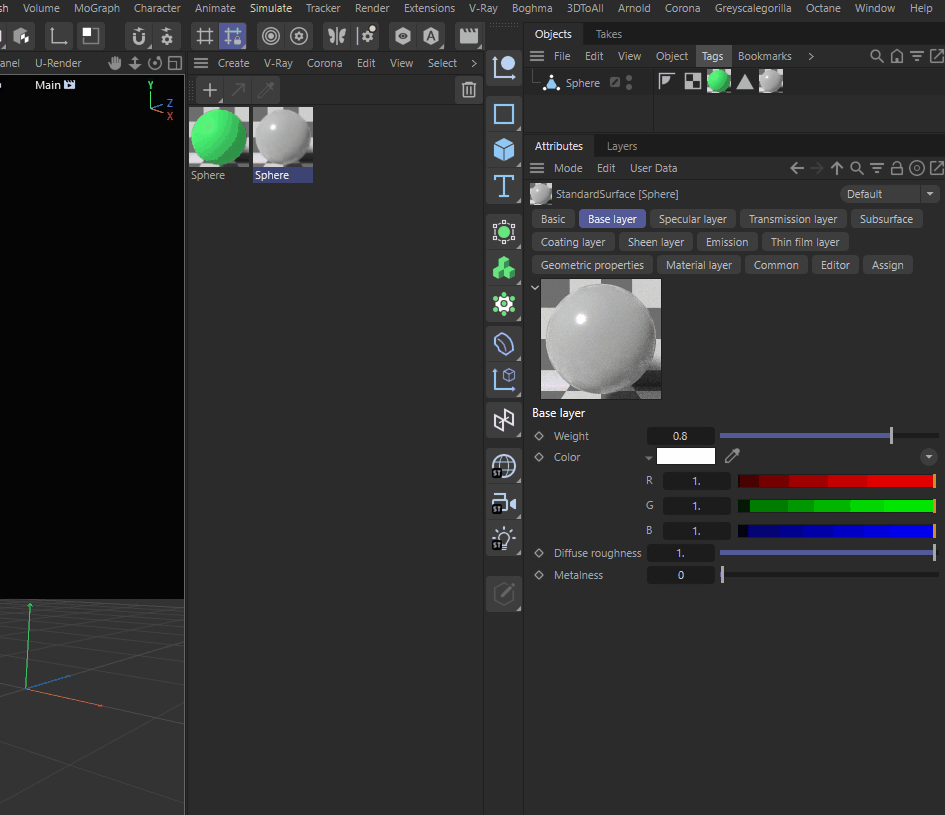 sh Volume MoGraph Character Animate Simulate Tracker Render Extensions V-Ray Boghma 3DToAll Arnold Corona Greyscalegorilla Octane Window Help
Objects Takes
File Edit View Object Tags Bookmarks
anel U-Render
Create V-Ray Corona Edit View Select
Main
Y
Z
X
Sphere
Sphere Sphere
Attributes Layers
Mode Edit User Data
StandardSurface [Sphere] Default
Basic Base layer Specular layer Transmission layer Subsurface
Coating layer Sheen layer Emission Thin film layer
Geometric properties Material layer Common Editor Assign
Base layer
Weight 0.8
Color
R 1.
G 1.
B 1.
Diffuse roughness 1.
Metalness 0
ST
ST
ST